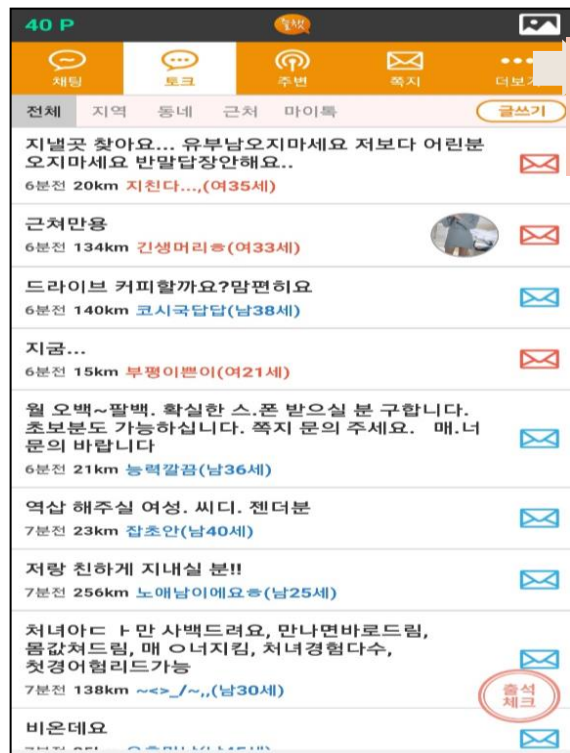 40 P
톡챗
채팅
토크
주변
쪽지
더보기
전체 지역 동네 근처 마이톡
글쓰기
지낼곳 찾아요... 유부남오지마세요 저보다 어린분
오지마세요 반말답장안해요..
6분전 20km 지친다...,(여35세)
근쳐만용
6분전 134km 긴생머리ㅎ(여33세)
드라이브 커피할까요?맘편히요
6분전 140km 코시국답답(남38세)
지굼...
6분전 15km 부평이쁜이(여21세)
월 오백~팔백. 확실한 스.폰 받으실 분 구합니다.
초보분도 가능하십니다. 쪽지 문의 주세요. 매.너
문의 바랍니다
6분전 21km 능력깔끔(남36세)
역삽 해주실 여성. 씨디. 젠더분
7분전 23km 잡초안(남40세)
저랑 친하게 지내실 분!!
7분전 256km 노애남이에요ㅎ(남25세)
처녀아ㄷ ㅏ만 사백드려요, 만나면바로드림,
몸값쳐드림, 매 ㅇ너지킴, 처녀경험다수,
첫경어험리드가능
7분전 138km ~<>_/~,,(남30세)
출석
체크
비온데요